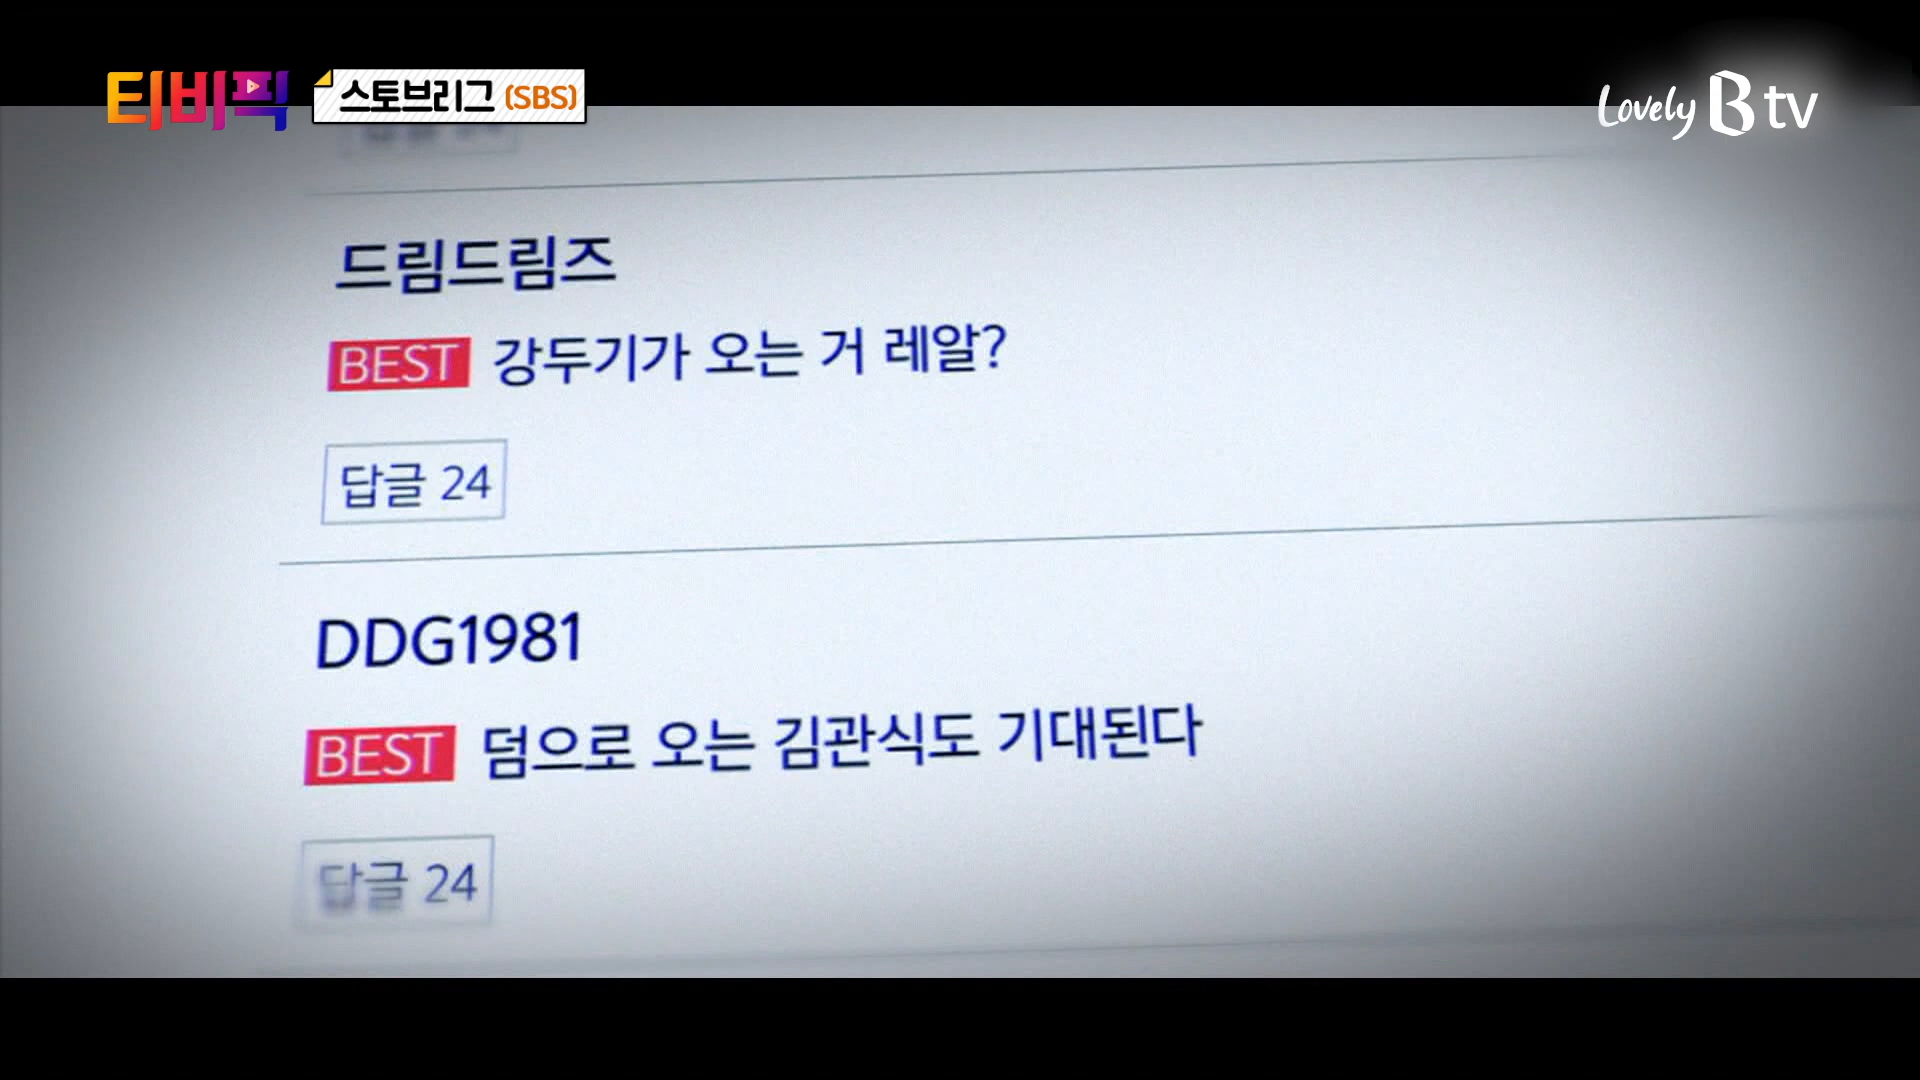 티비픽 스토브리그 (SBS)
Lovely B tv
드림드림즈
BEST 강두기가 오는 거 레알?
답글 24
DDG1981
BEST 덤으로 오는 김관식도 기대된다
답글 24